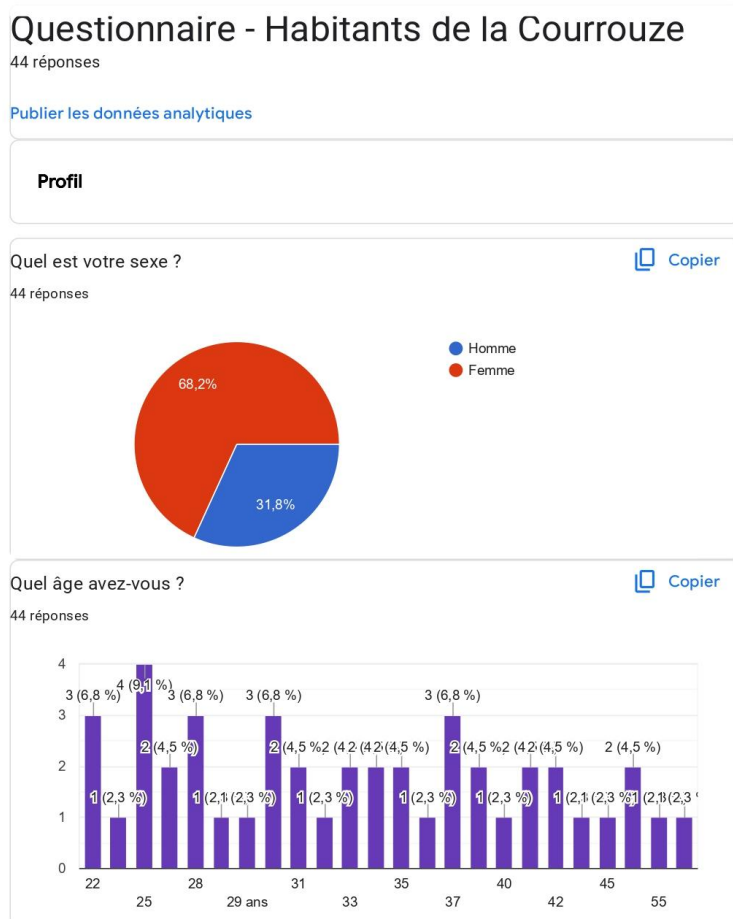 Questionnaire - Habitants de la Courrouze
44 réponses
Publier les données analytiques
Profil
Quel est votre sexe ?
Copier
44 réponses
Homme
Femme
68,2%
31,8%
Quel âge avez-vous ?
Copier
44 réponses
4
3
2
1
0
3 (6,8 %)
1 (2,3 %)
4 (9,1 %)
2 (4,5 %)
3 (6,8 %)
1 (2,3 %)
3 (6,8 %)
2 (4,5 %)
1 (2,3 %)
2 (4,5 %)
1 (2,3 %)
3 (6,8 %)
2 (4,5 %)
1 (2,3 %)
2 (4,5 %)
1 (2,3 %)
2 (4,5 %)
22
28
31
35
40
45
25
29 ans
33
37
42
55